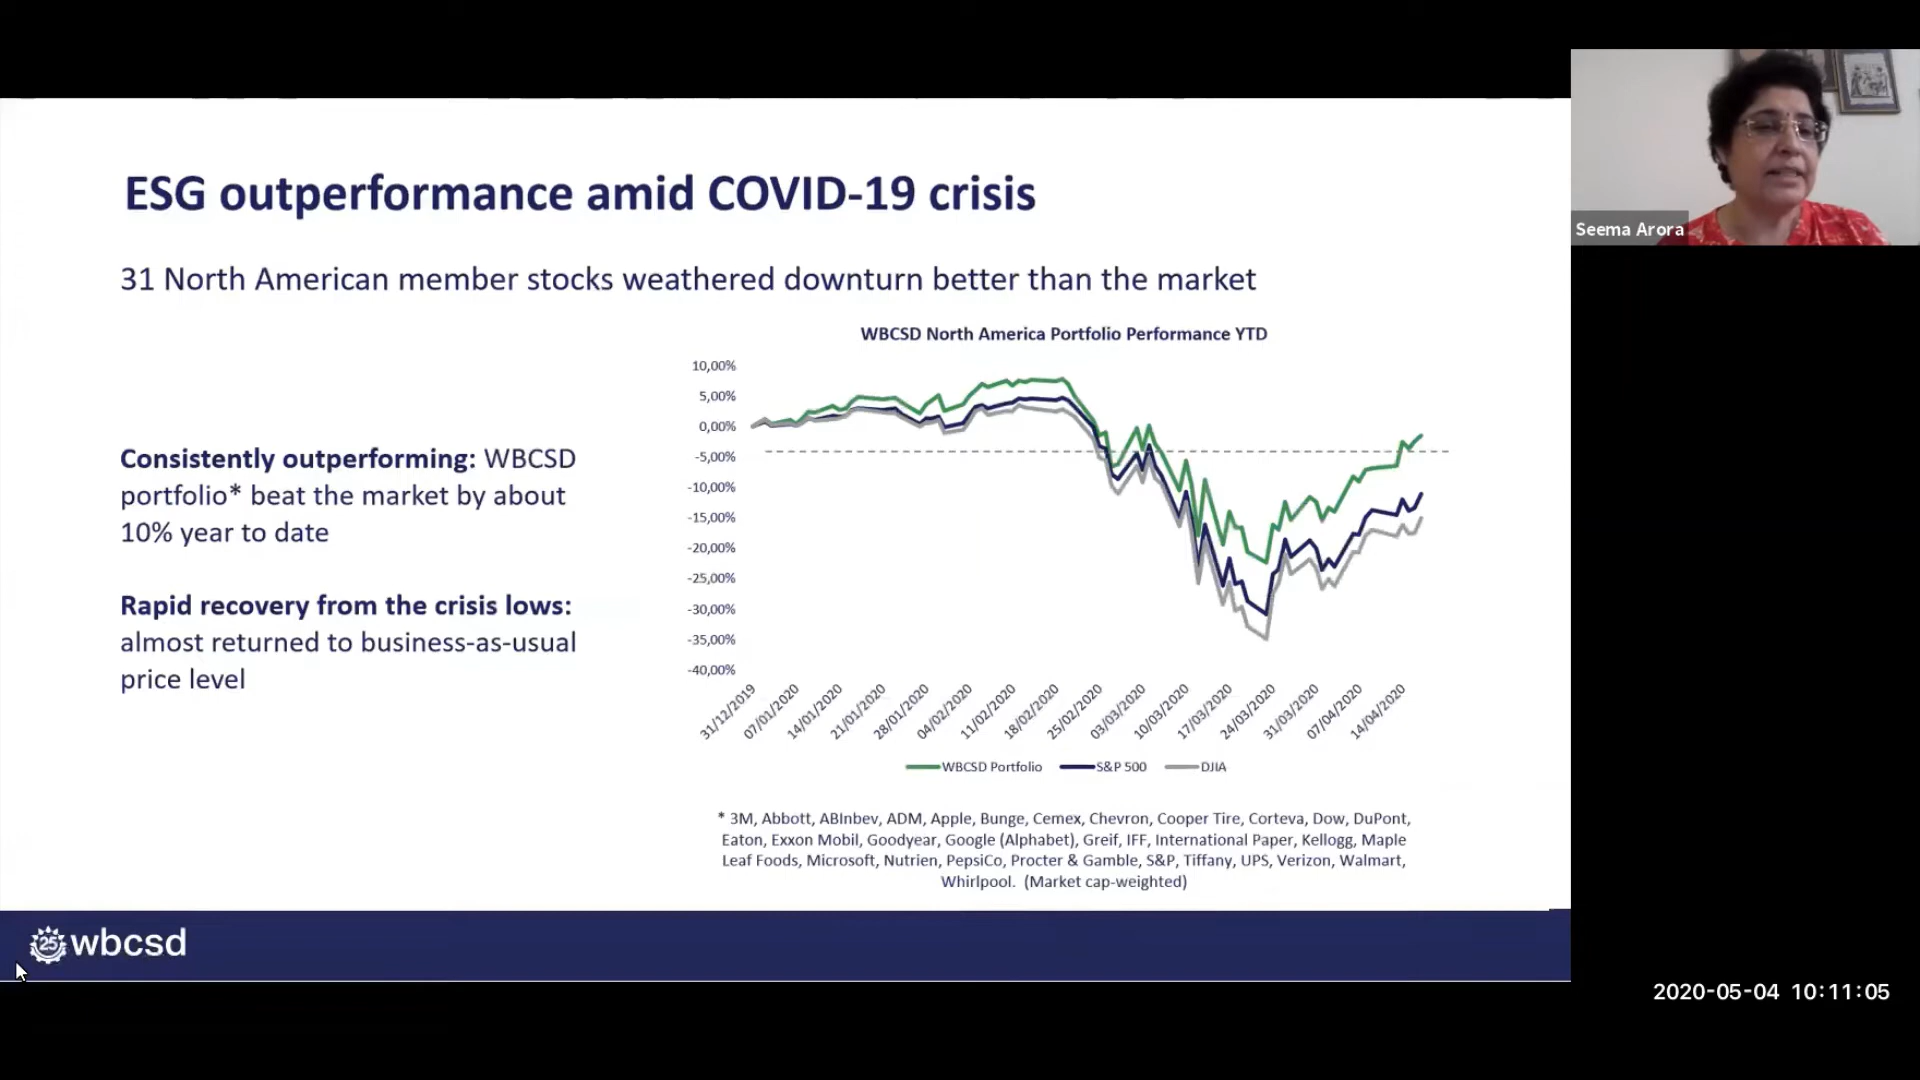 ESG outperformance amid COVID-19 crisis
31 North American member stocks weathered downturn better than the market
Consistently outperforming: WBCSD
portfolio* beat the market by about
10% year to date
Rapid recovery from the crisis lows:
almost returned to business-as-usual
price level
WBCSD North America Portfolio Performance YTD
10,00%
5,00%
0,00%
-5,00%
-10,00%
-15,00%
-20,00%
-25,00%
-30,00%
-35,00%
-40,00%
31/12/2019
07/01/2020
14/01/2020
21/01/2020
28/01/2020
04/02/2020
11/02/2020
18/02/2020
25/02/2020
03/03/2020
10/03/2020
17/03/2020
24/03/2020
31/03/2020
07/04/2020
14/04/2020
WBCSD Portfolio S&P 500 DJIA
* 3M, Abbott, ABInbev, ADM, Apple, Bunge, Cemex, Chevron, Cooper Tire, Corteva, Dow, DuPont,
Eaton, Exxon Mobil, Goodyear, Google (Alphabet), Greif, IFF, International Paper, Kellogg, Maple
Leaf Foods, Microsoft, Nutrien, PepsiCo, Procter & Gamble, S&P, Tiffany, UPS, Verizon, Walmart,
Whirlpool. (Market cap-weighted)
25 wbcsd
Seema Arora
2020-05-04 10:11:05